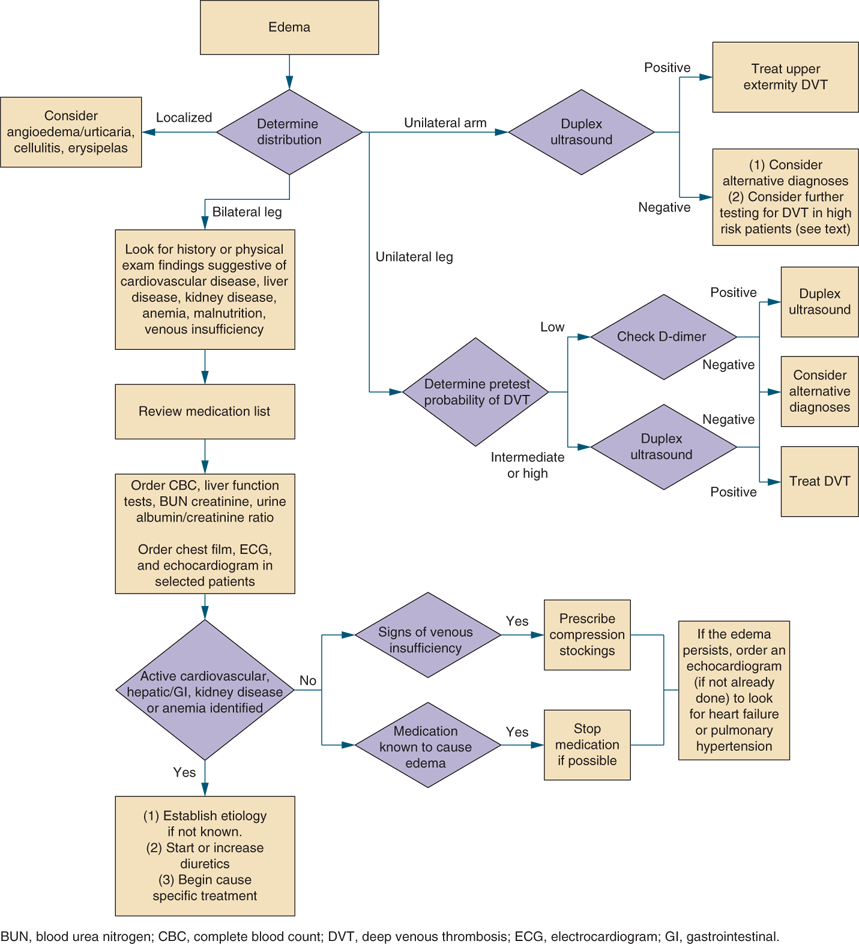 Edema
Consider
angioedema/urticaria,
cellulitis, erysipelas
Localized
Determine
distribution
Unilateral arm
Duplex
ultrasound
Positive
Treat upper
extermity DVT
Negative
(1) Consider
alternative diagnoses
(2) Consider further
testing for DVT in high
risk patients (see text)
Bilateral leg
Unilateral leg
Look for history or physical
exam findings suggestive of
cardiovascular disease, liver
disease, kidney disease,
anemia, malnutrition,
venous insufficiency
Review medication list
Order CBC, liver function
tests, BUN creatinine, urine
albumin/creatinine ratio
Order chest film, ECG,
and echocardiogram in
selected patients
Determine pretest
probability of DVT
Low
Check D-dimer
Positive
Duplex
ultrasound
Negative
Consider
alternative
diagnoses
Intermediate
or high
Duplex
ultrasound
Negative
Positive
Treat DVT
Active cardiovascular,
hepatic/GI, kidney disease
or anemia identified
No
Signs of venous
insufficiency
Yes
Prescribe
compression
stockings
Medication
known to cause
edema
Yes
Stop
medication
if possible
If the edema
persists, order an
echocardiogram
(if not already
done) to look
for heart failure
or pulmonary
hypertension
Yes
(1) Establish etiology
if not known.
(2) Start or increase
diuretics
(3) Begin cause
specific treatment
BUN, blood urea nitrogen; CBC, complete blood count; DVT, deep venous thrombosis; ECG, electrocardiogram; GI, gastrointestinal.